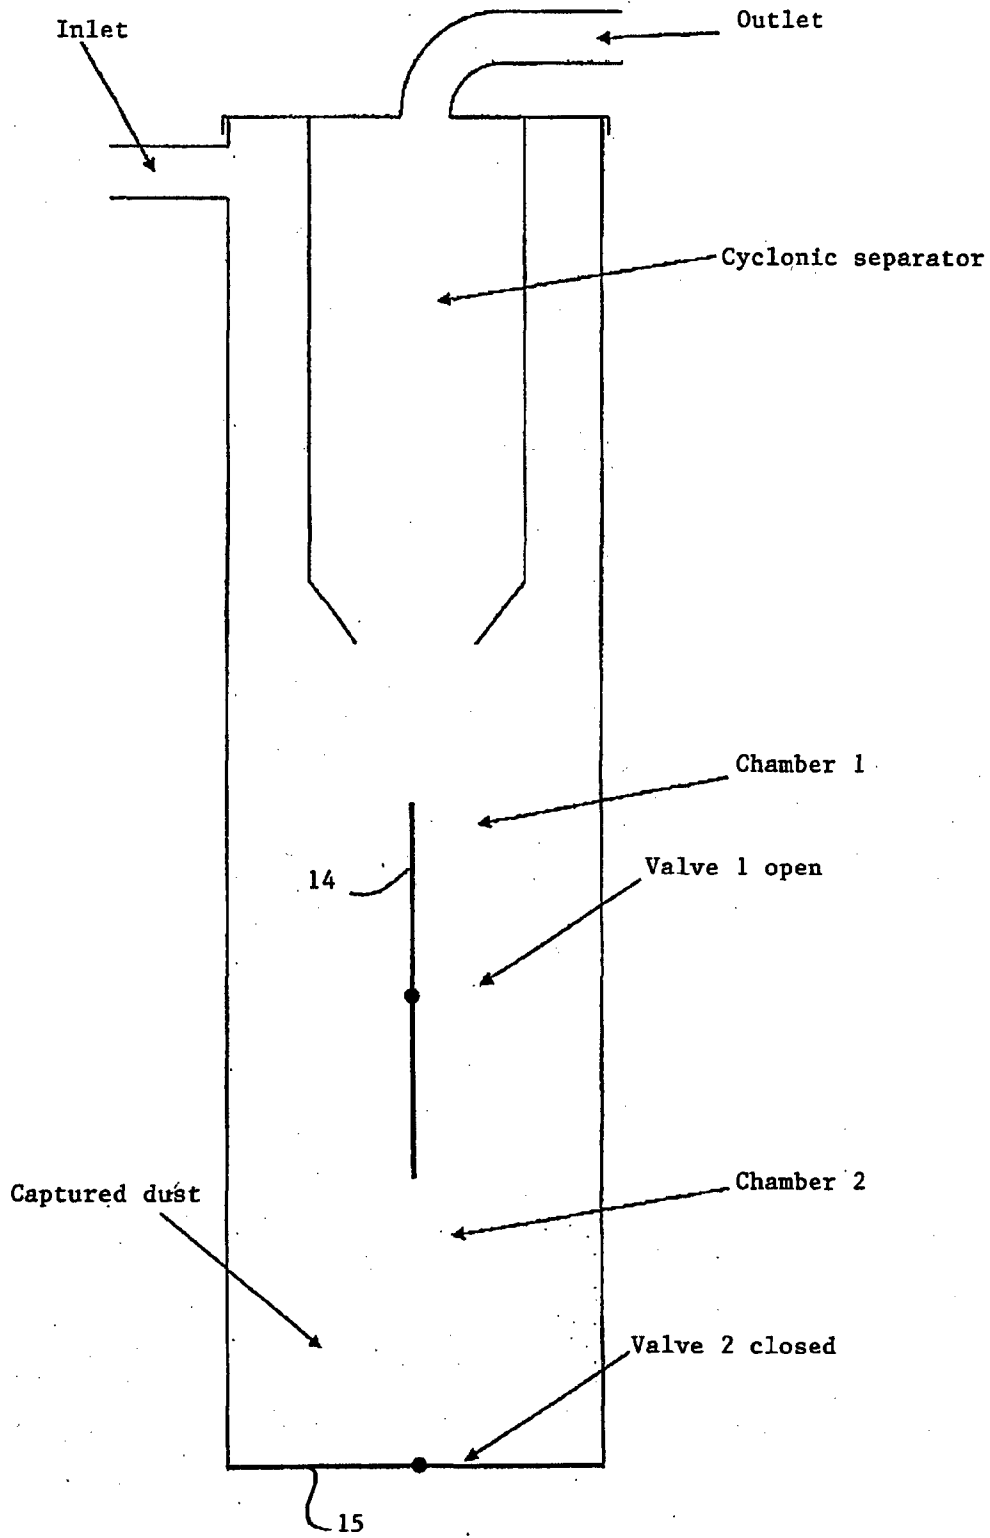 Inlet
Outlet
Cyclonic separator
Chamber 1
Valve 1 open
14
Captured dust
Chamber 2
Valve 2 closed
15